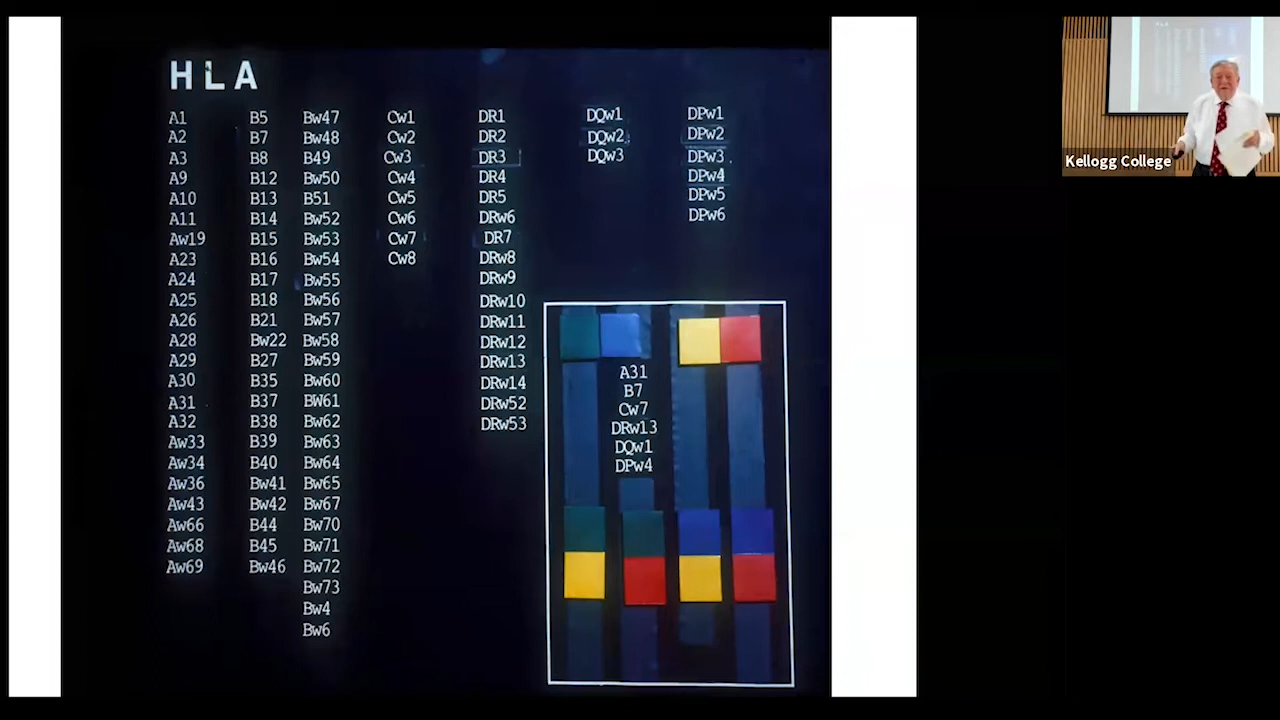 HLA
A1
A2
A3
A9
A10
A11
Aw19
A23
A24
A25
A26
A28
A29
A30
A31
A32
Aw33
Aw34
Aw36
Aw43
Aw66
Aw68
Aw69
B5
B7
B8
B12
B13
B14
B15
B16
B17
B18
B21
Bw22
B27
B35
B37
B38
B39
B40
Bw41
Bw42
B44
B45
Bw46
Bw47
Bw48
B49
Bw50
B51
Bw52
Bw53
Bw54
Bw55
Bw56
Bw57
Bw58
Bw59
Bw60
BW61
Bw62
Bw63
Bw64
Bw65
Bw67
Bw70
Bw71
Bw72
Bw73
Bw4
Bw6
Cw1
Cw2
Cw3
Cw4
Cw5
Cw6
Cw7
Cw8
DR1
DR2
DR3
DR4
DR5
DRw6
DR7
DRw8
DRw9
DRw10
DRw11
DRw12
DRw13
DRw14
DRw52
DRw53
DQw1
DQw2
DQw3
DPw1
DPw2
DPw3
DPw4
DPw5
DPw6
A31
B7
Cw7
DRw13
DQw1
DPw4
Kellogg College